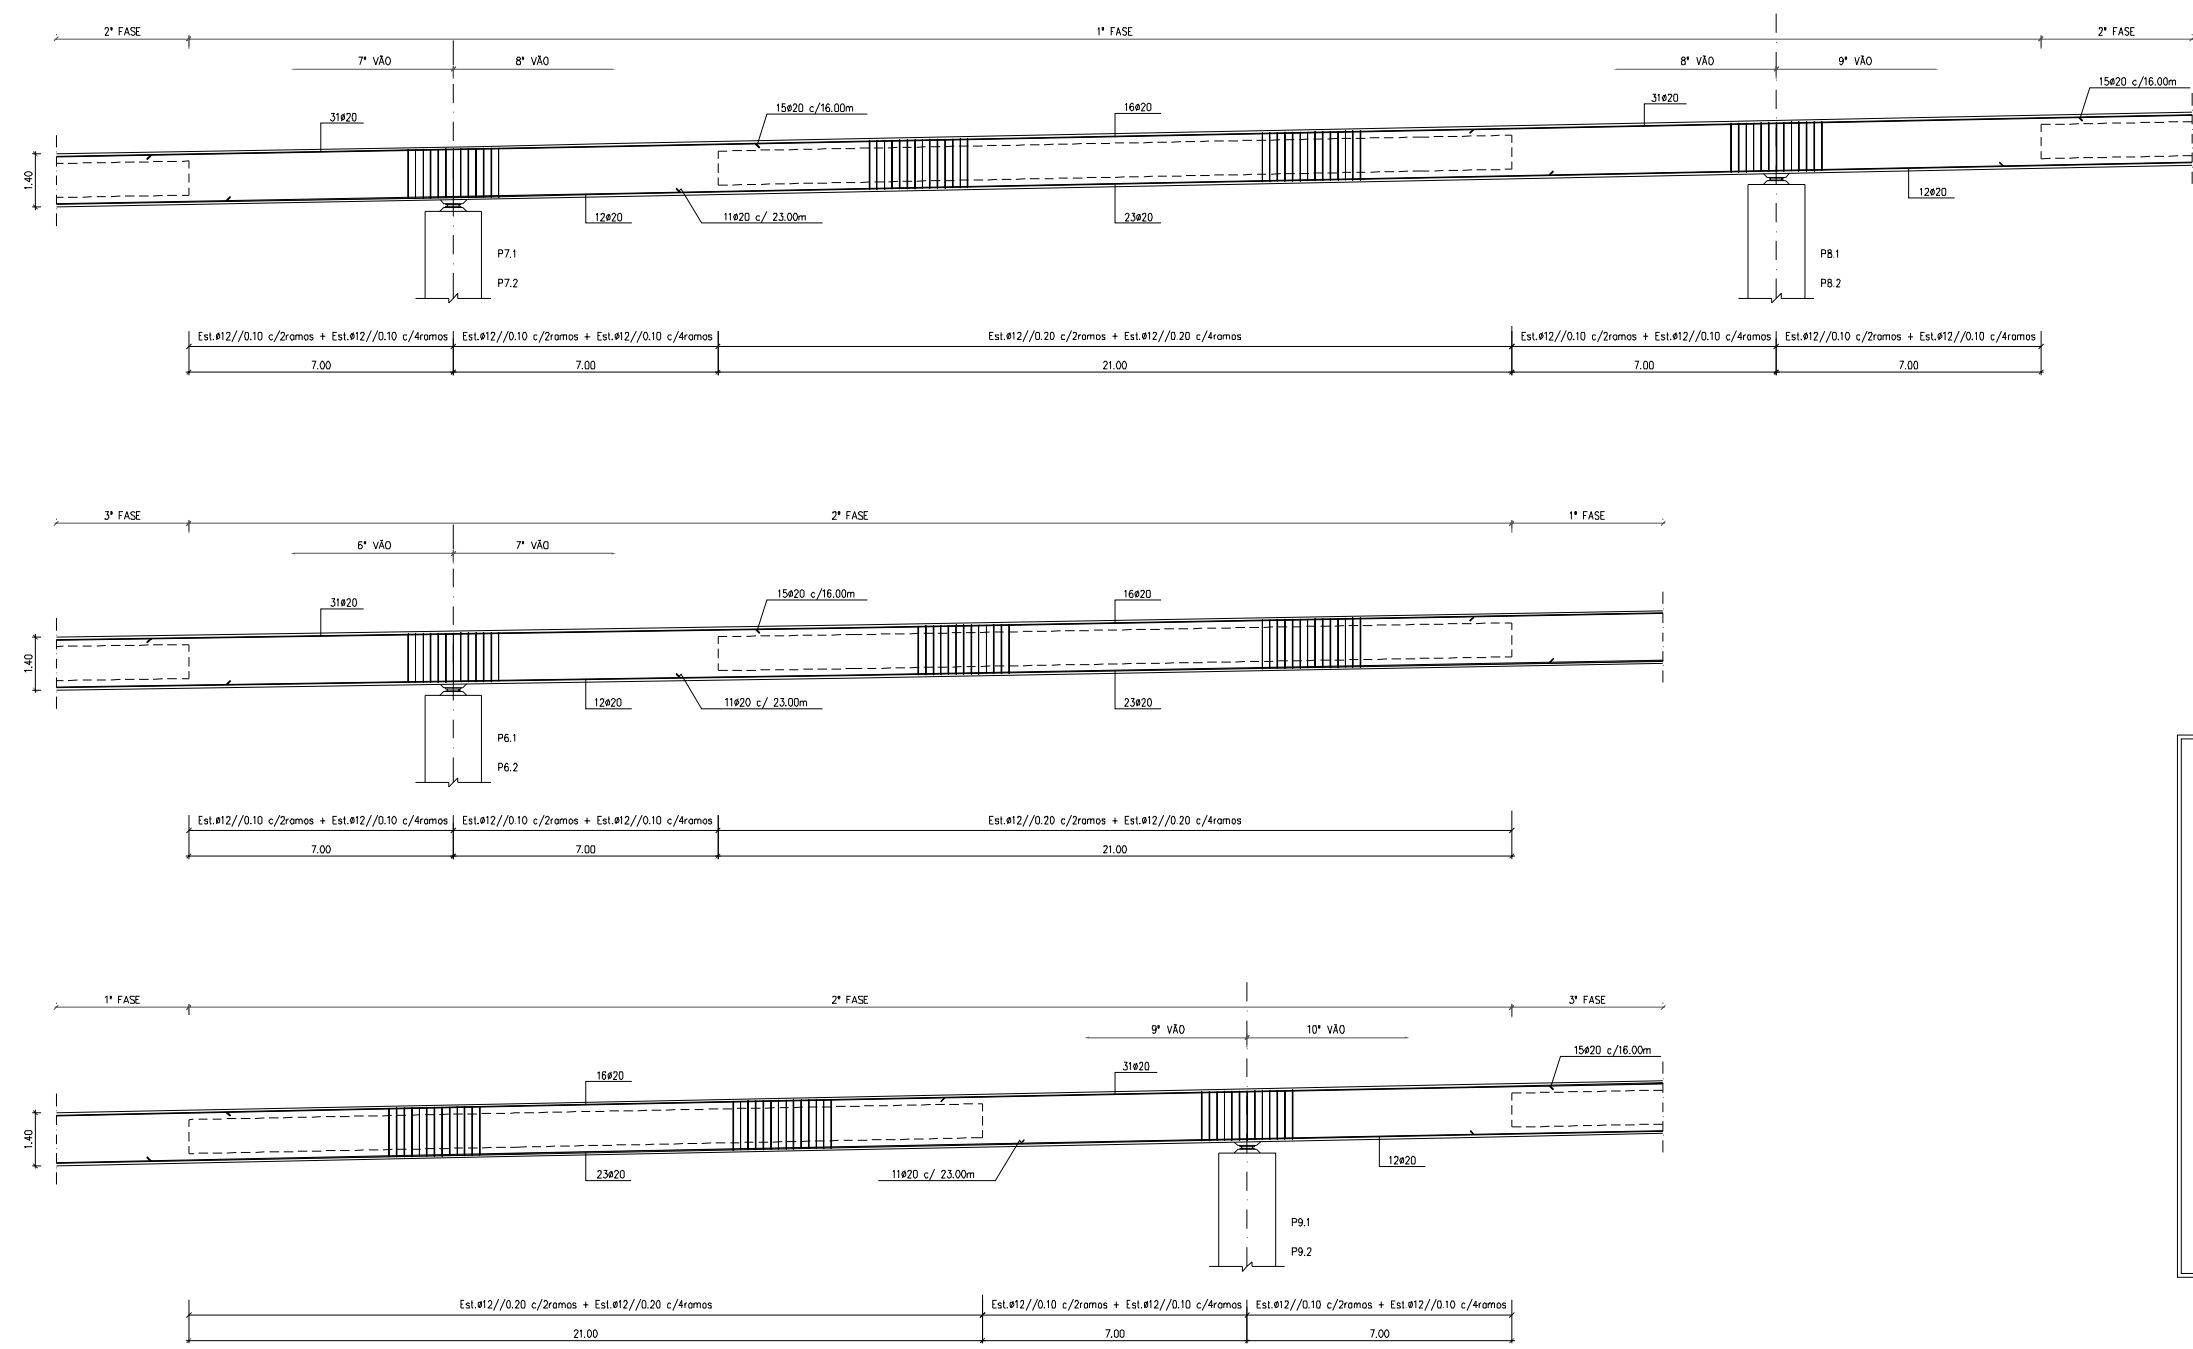 2ª FASE 1ª FASE 2ª FASE
7° VÃO 8° VÃO 8° VÃO 9° VÃO
15ø20 c/16.00m
31ø20 15ø20 c/16.00m 16ø20 31ø20
1.40
12ø20 11ø20 c/ 23.00m 23ø20 12ø20
P7.1 P8.1
P7.2 P8.2
Est.ø12//0.10 c/2ramos + Est.ø12//0.10 c/4ramos Est.ø12//0.10 c/2ramos + Est.ø12//0.10 c/4ramos Est.ø12//0.20 c/2ramos + Est.ø12//0.20 c/4ramos Est.ø12//0.10 c/2ramos + Est.ø12//0.10 c/4ramos Est.ø12//0.10 c/2ramos + Est.ø12//0.10 c/4ramos
7.00 7.00 21.00 7.00 7.00
3ª FASE 2ª FASE 1ª FASE
6° VÃO 7° VÃO
31ø20 15ø20 c/16.00m 16ø20
1.40
12ø20 11ø20 c/ 23.00m 23ø20
P6.1
P6.2
Est.ø12//0.10 c/2ramos + Est.ø12//0.10 c/4ramos Est.ø12//0.10 c/2ramos + Est.ø12//0.10 c/4ramos Est.ø12//0.20 c/2ramos + Est.ø12//0.20 c/4ramos
7.00 7.00 21.00
1ª FASE 2ª FASE 3ª FASE
9° VÃO 10° VÃO
15ø20 c/16.00m
16ø20 31ø20
1.40
23ø20 11ø20 c/ 23.00m 12ø20
P9.1
P9.2
Est.ø12//0.20 c/2ramos + Est.ø12//0.20 c/4ramos Est.ø12//0.10 c/2ramos + Est.ø12//0.10 c/4ramos Est.ø12//0.10 c/2ramos + Est.ø12//0.10 c/4ramos
21.00 7.00 7.00